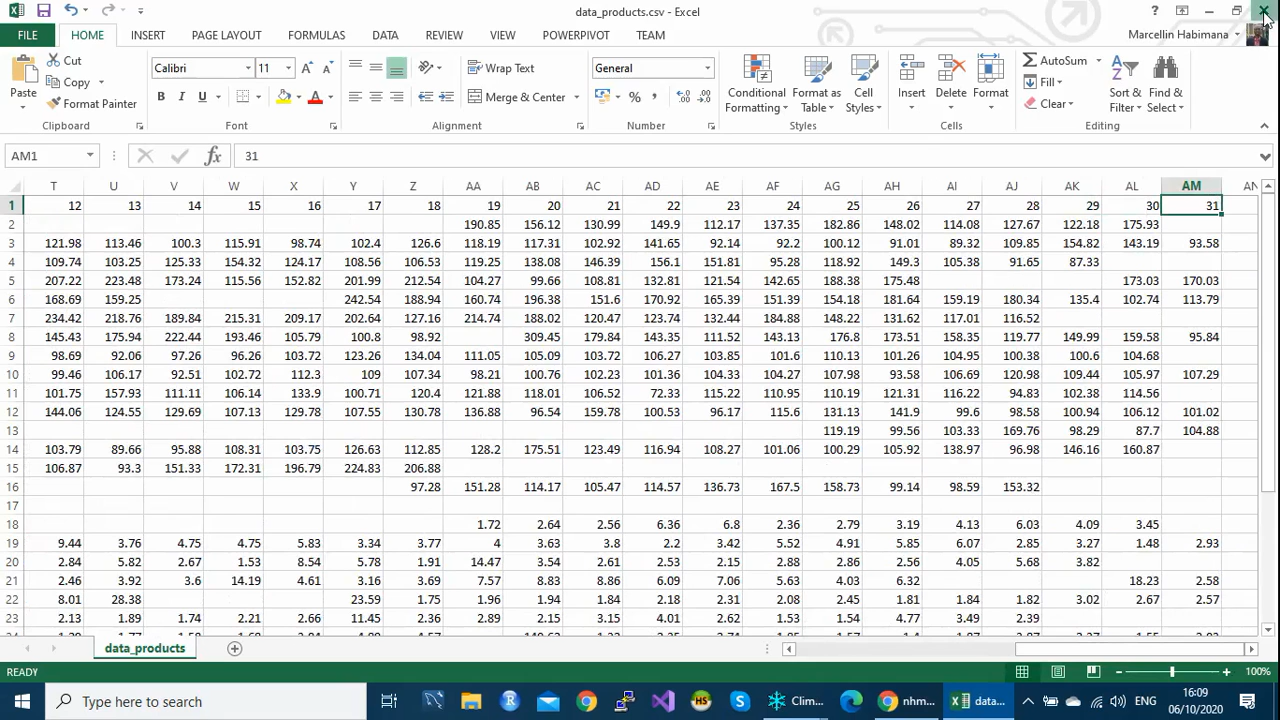 data_products.csv - Excel
?
FILE HOME INSERT PAGE LAYOUT FORMULAS DATA REVIEW VIEW POWERPIVOT TEAM Marcellin Habimana
Paste Cut Copy Format Painter
Calibri 11 B I U A A A
Wrap Text Merge & Center
General % ,
Conditional Formatting Format as Table Cell Styles
Insert Delete Format
AutoSum Fill Clear Sort & Filter Find & Select
Clipboard Font Alignment Number Styles Cells Editing
AM1 fx 31
T U V W X Y Z AA AB AC AD AE AF AG AH AI AJ AK AL AM AN
1 12 13 14 15 16 17 18 19 20 21 22 23 24 25 26 27 28 29 30 31
2 190.85 156.12 130.99 149.9 112.17 137.35 182.86 148.02 114.08 127.67 122.18 175.93
3 121.98 113.46 100.3 115.91 98.74 102.4 126.6 118.19 117.31 102.92 141.65 92.14 92.2 100.12 91.01 89.32 109.85 154.82 143.19 93.58
4 109.74 103.25 125.33 154.32 124.17 108.56 106.53 119.25 138.08 146.39 156.1 151.81 95.28 118.92 149.3 105.38 91.65 87.33
5 207.22 223.48 173.24 115.56 152.82 201.99 212.54 104.27 99.66 108.81 132.81 121.54 142.65 188.38 175.48 173.03 170.03
6 168.69 159.25 242.54 188.94 160.74 196.38 151.6 170.92 165.39 151.39 154.18 181.64 159.19 180.34 135.4 102.74 113.79
7 234.42 218.76 189.84 215.31 209.17 202.64 127.16 214.74 188.02 120.47 123.74 132.44 184.88 148.22 131.62 117.01 116.52
8 145.43 175.94 222.44 193.46 105.79 100.8 98.92 309.45 179.84 143.35 111.52 143.13 176.8 173.51 158.35 119.77 149.99 159.58 95.84
9 98.69 92.06 97.26 96.26 103.72 123.26 134.04 111.05 105.09 103.72 106.27 103.85 101.6 110.13 101.26 104.95 100.38 100.6 104.68
10 99.46 106.17 92.51 102.72 112.3 109 107.34 98.21 100.76 102.23 101.36 104.33 104.27 107.98 93.58 106.69 120.98 109.44 105.97 107.29
11 101.75 157.93 111.11 106.14 133.9 100.71 120.4 121.88 118.01 106.52 72.33 115.22 110.95 110.19 121.31 116.22 94.83 102.38 114.56
12 144.06 124.55 129.69 107.13 129.78 107.55 130.78 136.88 96.54 159.78 100.53 96.17 115.6 131.13 141.9 99.6 98.58 100.94 106.12 101.02
13 119.19 99.56 103.33 169.76 98.29 87.7 104.88
14 103.79 89.66 95.88 108.31 103.75 126.63 112.85 128.2 175.51 123.49 116.94 108.27 101.06 100.29 105.92 138.97 96.98 146.16 160.87
15 106.87 93.3 151.33 172.31 196.79 224.83 206.88
16 97.28 151.28 114.17 105.47 114.57 136.73 167.5 158.73 99.14 98.59 153.32
17
18 1.72 2.64 2.56 6.36 6.8 2.36 2.79 3.19 4.13 6.03 4.09 3.45
19 9.44 3.76 4.75 4.75 5.83 3.34 3.77 4 3.63 3.8 2.2 3.42 5.52 4.91 5.85 6.07 2.85 3.27 1.48 2.93
20 2.84 5.82 2.67 1.53 8.54 5.78 1.91 14.47 3.54 2.61 2.53 2.15 2.88 2.86 2.56 4.05 5.68 3.82
21 2.46 3.92 3.6 14.19 4.61 3.16 3.69 7.57 8.83 8.86 6.09 7.06 5.63 4.03 6.32 18.23 2.58
22 8.01 28.38 23.59 1.75 1.96 1.94 1.84 2.18 2.31 2.08 2.45 1.81 1.84 1.82 3.02 2.67 2.57
23 2.13 1.89 1.74 2.21 2.66 11.45 2.36 2.89 2.15 3.15 4.01 2.62 1.53 1.54 4.77 3.49 2.39
data_products
READY 100%
Type here to search R HS S Clim... nhm... data... ENG 16:09
06/10/2020